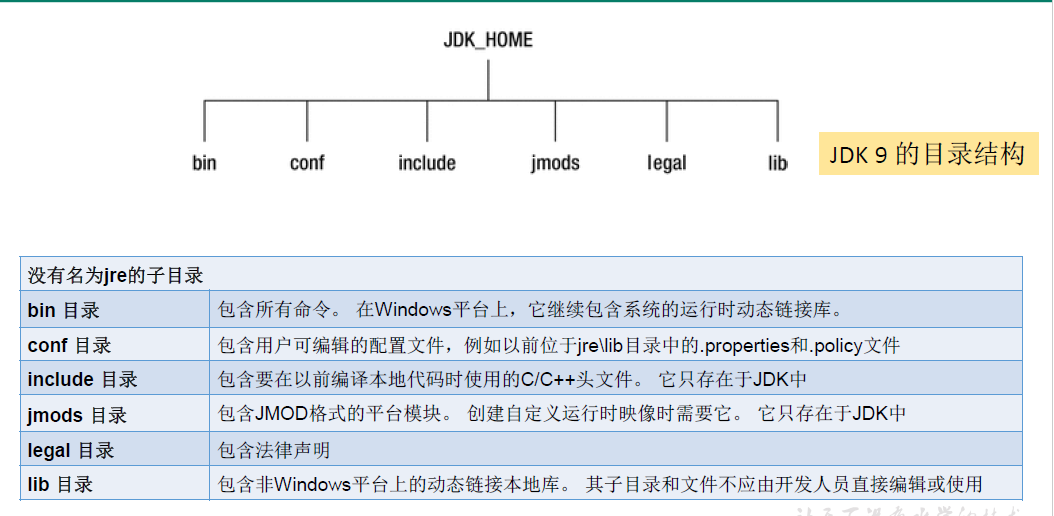 JDK_HOME
bin conf include jmods legal lib
JDK 9 的目录结构
没有名为jre的子目录
bin 目录 包含所有命令。 在Windows平台上，它继续包含系统的运行时动态链接库。
conf 目录 包含用户可编辑的配置文件，例如以前位于jre\lib目录中的.properties和.policy文件
include 目录 包含要在以前编译本地代码时使用的C/C++头文件。 它只存在于JDK中
jmods 目录 包含JMOD格式的平台模块。 创建自定义运行时映像时需要它。 它只存在于JDK中
legal 目录 包含法律声明
lib 目录 包含非Windows平台上的动态链接本地库。 其子目录和文件不应由开发人员直接编辑或使用